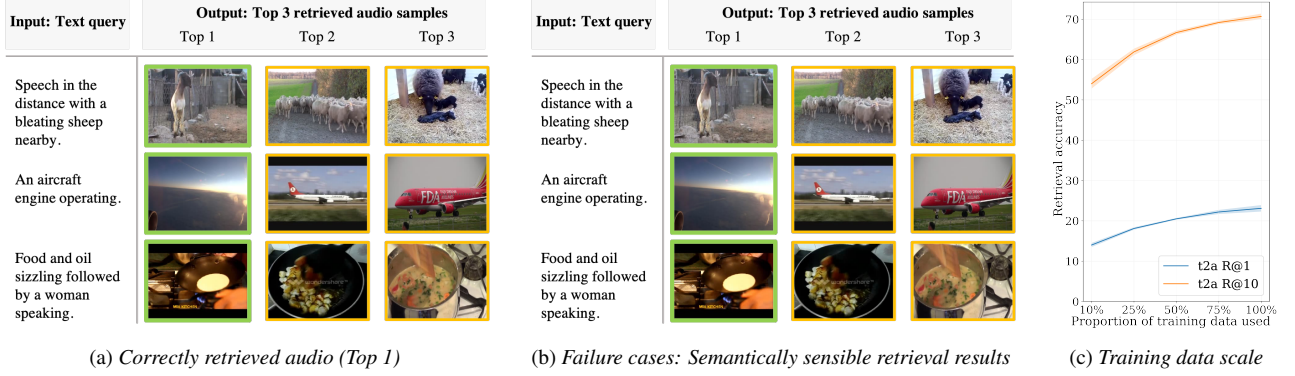 Input: Text query
Output: Top 3 retrieved audio samples
Top 1 Top 2 Top 3
Speech in the
distance with a
bleating sheep
nearby.
An aircraft
engine operating.
FDA
Food and oil
sizzling followed
by a woman
speaking.
(a) Correctly retrieved audio (Top 1)
Input: Text query
Output: Top 3 retrieved audio samples
Top 1 Top 2 Top 3
Speech in the
distance with a
bleating sheep
nearby.
An aircraft
engine operating.
FDA
Food and oil
sizzling followed
by a woman
speaking.
(b) Failure cases: Semantically sensible retrieval results
Retrieval accuracy
70
60
50
40
30
20
10
0
t2a R@1
t2a R@10
10% 25% 50% 75% 100%
Proportion of training data used
(c) Training data scale